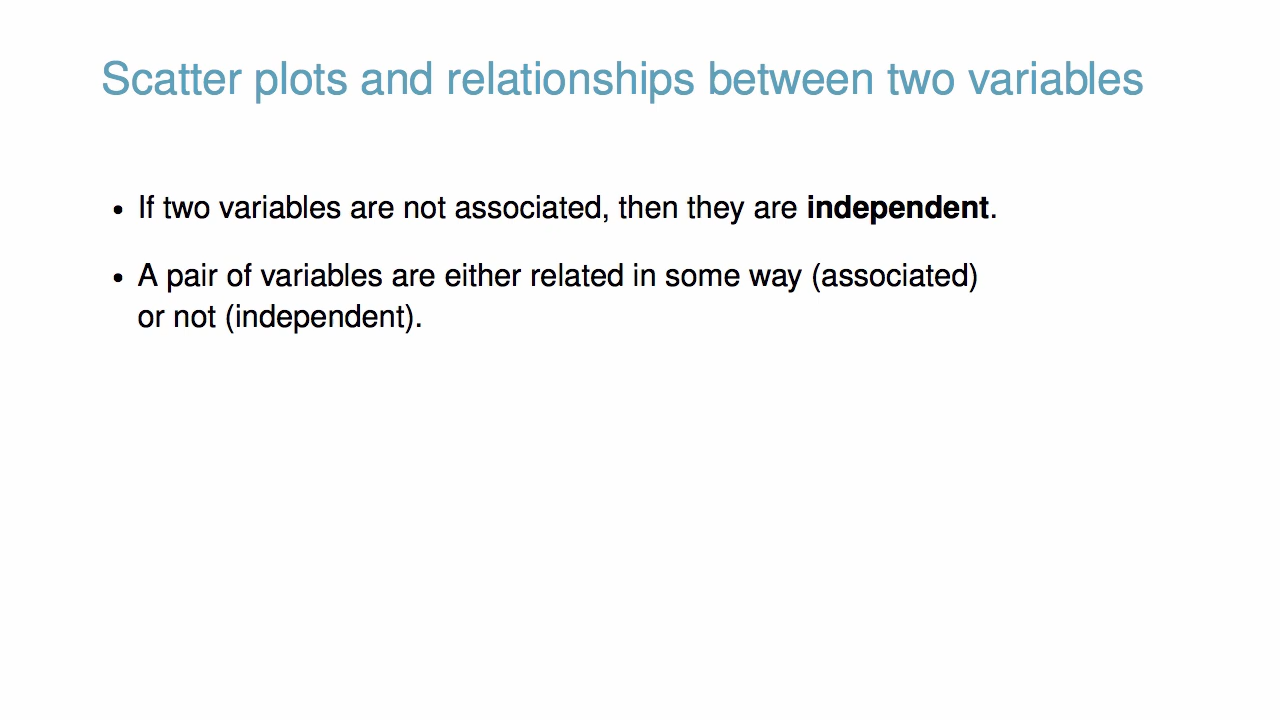 Scatter plots and relationships between two variables
• If two variables are not associated, then they are independent.
• A pair of variables are either related in some way (associated)
or not (independent).